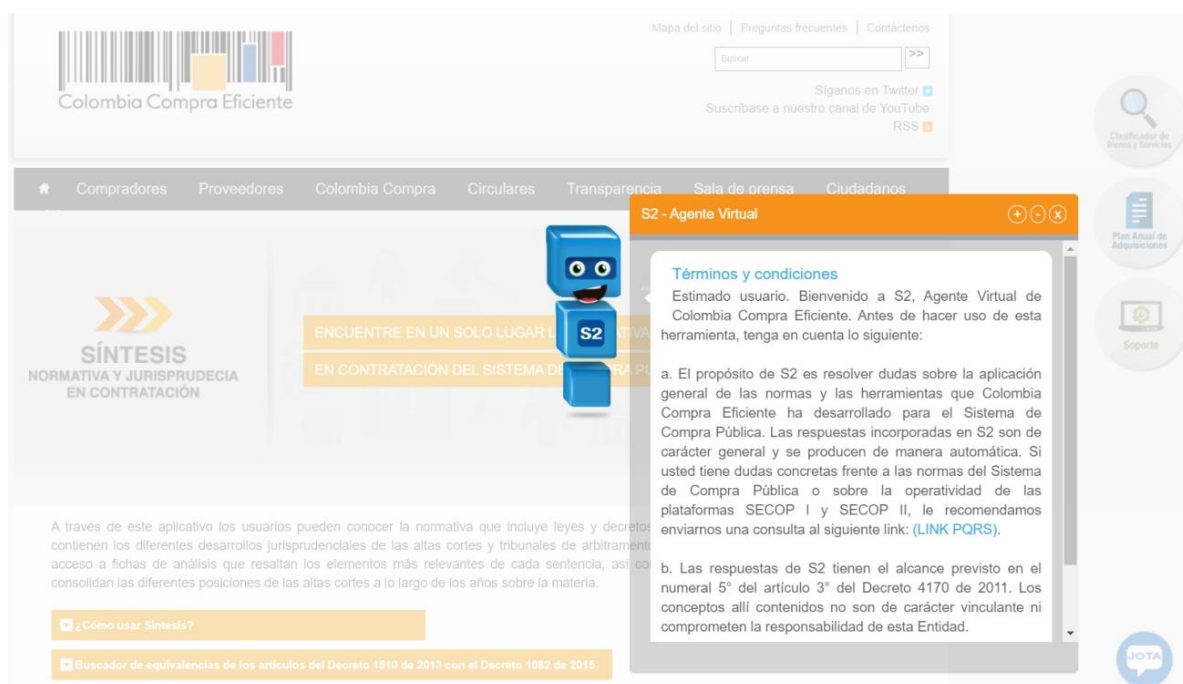 Mapa del sitio | Preguntas frecuentes | Contáctenos
Buscar >>
Colombia Compra Eficiente
Síganos en Twitter
Suscríbase a nuestro canal de YouTube
RSS
Clasificador de
Bienes y Servicios
Compradores Proveedores Colombia Compra Circulares Transparencia Sala de prensa Ciudadanos
Plan Anual de
Adquisiciones
Soporte
SÍNTESIS
NORMATIVA Y JURISPRUDECIA
EN CONTRATACIÓN
ENCUENTRE EN UN SOLO LUGAR
EN CONTRATACIÓN DEL SISTEMA DE
S2
S2 - Agente Virtual
Términos y condiciones
Estimado usuario. Bienvenido a S2, Agente Virtual de
Colombia Compra Eficiente. Antes de hacer uso de esta
herramienta, tenga en cuenta lo siguiente:
a. El propósito de S2 es resolver dudas sobre la aplicación
general de las normas y las herramientas que Colombia
Compra Eficiente ha desarrollado para el Sistema de
Compra Pública. Las respuestas incorporadas en S2 son de
carácter general y se producen de manera automática. Si
usted tiene dudas concretas frente a las normas del Sistema
de Compra Pública o sobre la operatividad de las
plataformas SECOP I y SECOP II, le recomendamos
enviarnos una consulta al siguiente link: (LINK PQRS).
b. Las respuestas de S2 tienen el alcance previsto en el
numeral 5° del artículo 3° del Decreto 4170 de 2011. Los
conceptos allí contenidos no son de carácter vinculante ni
comprometen la responsabilidad de esta Entidad.
A través de este aplicativo los usuarios pueden conocer la normativa que incluye leyes y decretos
contienen los diferentes desarrollos jurisprudenciales de las altas cortes y tribunales de arbitramento
acceso a fichas de análisis que resaltan los elementos más relevantes de cada sentencia, así
consolidan las diferentes posiciones de las altas cortes a lo largo de los años sobre la materia.
¿Cómo usar Síntesis?
Buscador de equivalencias de los artículos del Decreto 1510 de 2013 con el Decreto 1082 de 2015
JOTA